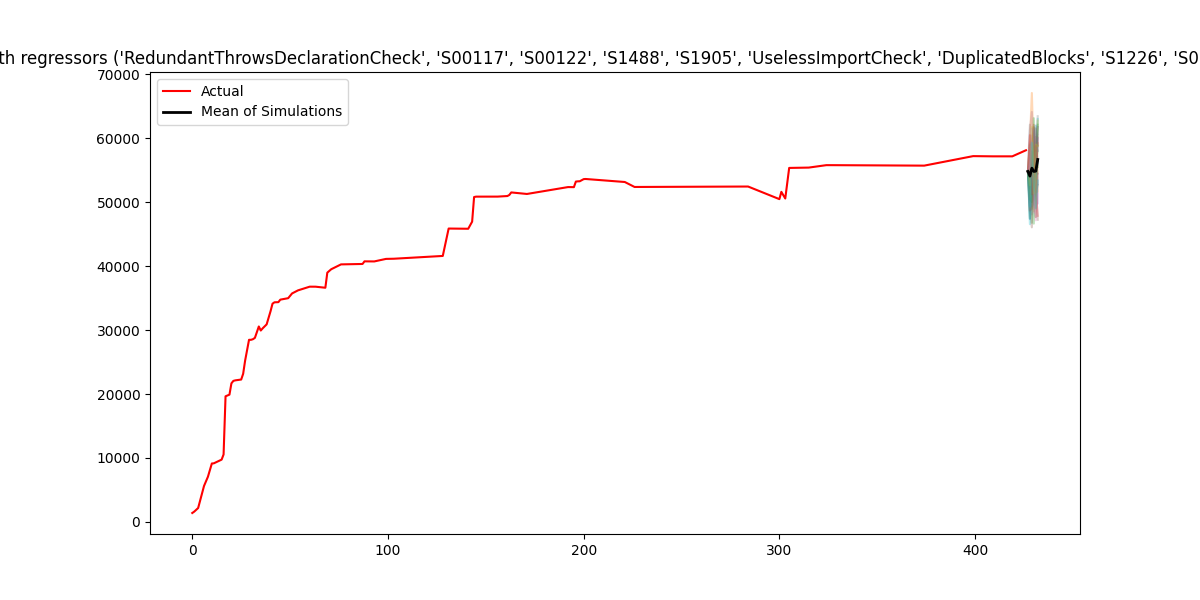 th regressors ('RedundantThrowsDeclarationCheck', 'S00117', 'S00122', 'S1488', 'S1905', 'UselessImportCheck', 'DuplicatedBlocks', 'S1226', 'S0
70000
60000
50000
40000
30000
20000
10000
0
Actual
Mean of Simulations
0 100 200 300 400